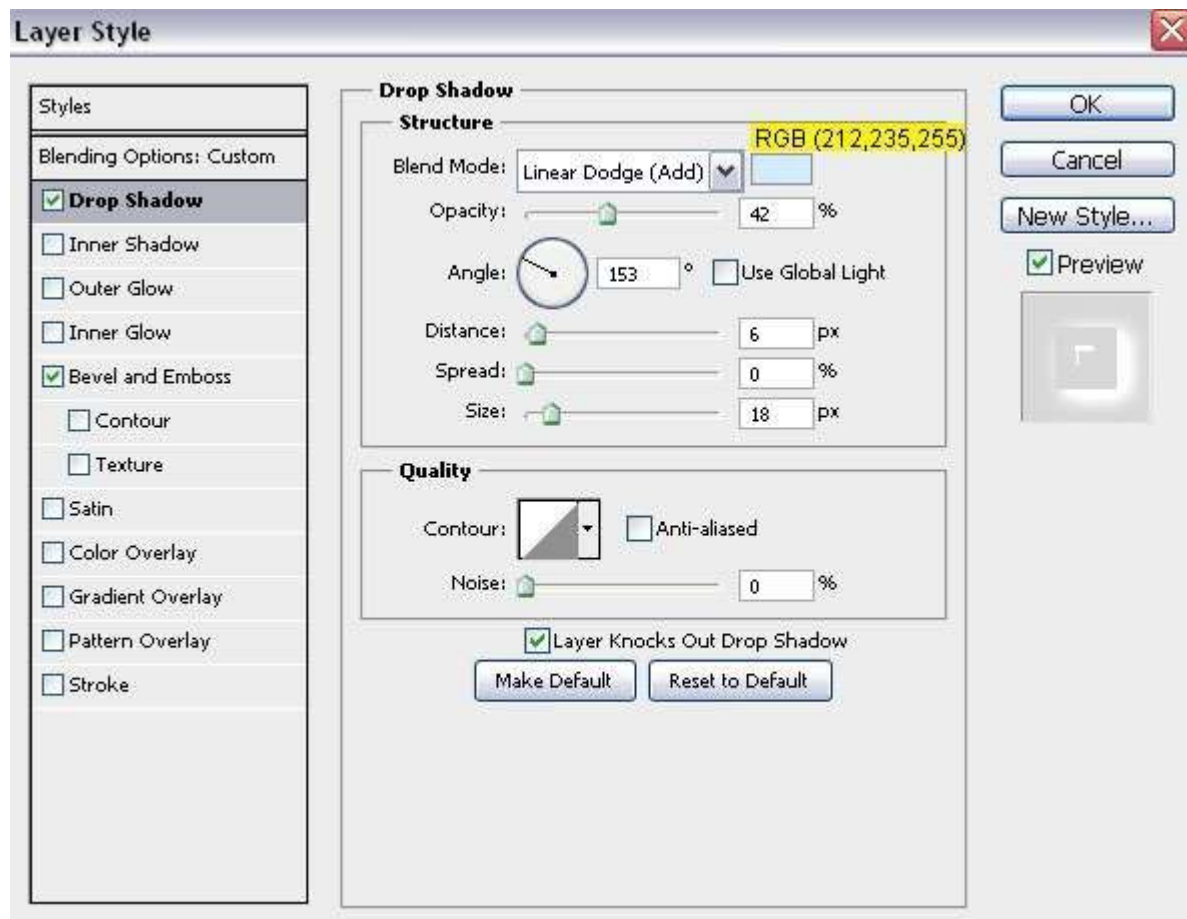 Layer Style
Styles
Blending Options: Custom
Drop Shadow
Inner Shadow
Outer Glow
Inner Glow
Bevel and Emboss
Contour
Texture
Satin
Color Overlay
Gradient Overlay
Pattern Overlay
Stroke
Drop Shadow
Structure
RGB (212,235,255)
Blend Mode: Linear Dodge (Add)
Opacity: 42 %
Angle: 153 ° Use Global Light
Distance: 6 px
Spread: 0 %
Size: 18 px
Quality
Contour: Anti-aliased
Noise: 0 %
Layer Knocks Out Drop Shadow
Make Default Reset to Default
OK
Cancel
New Style...
Preview